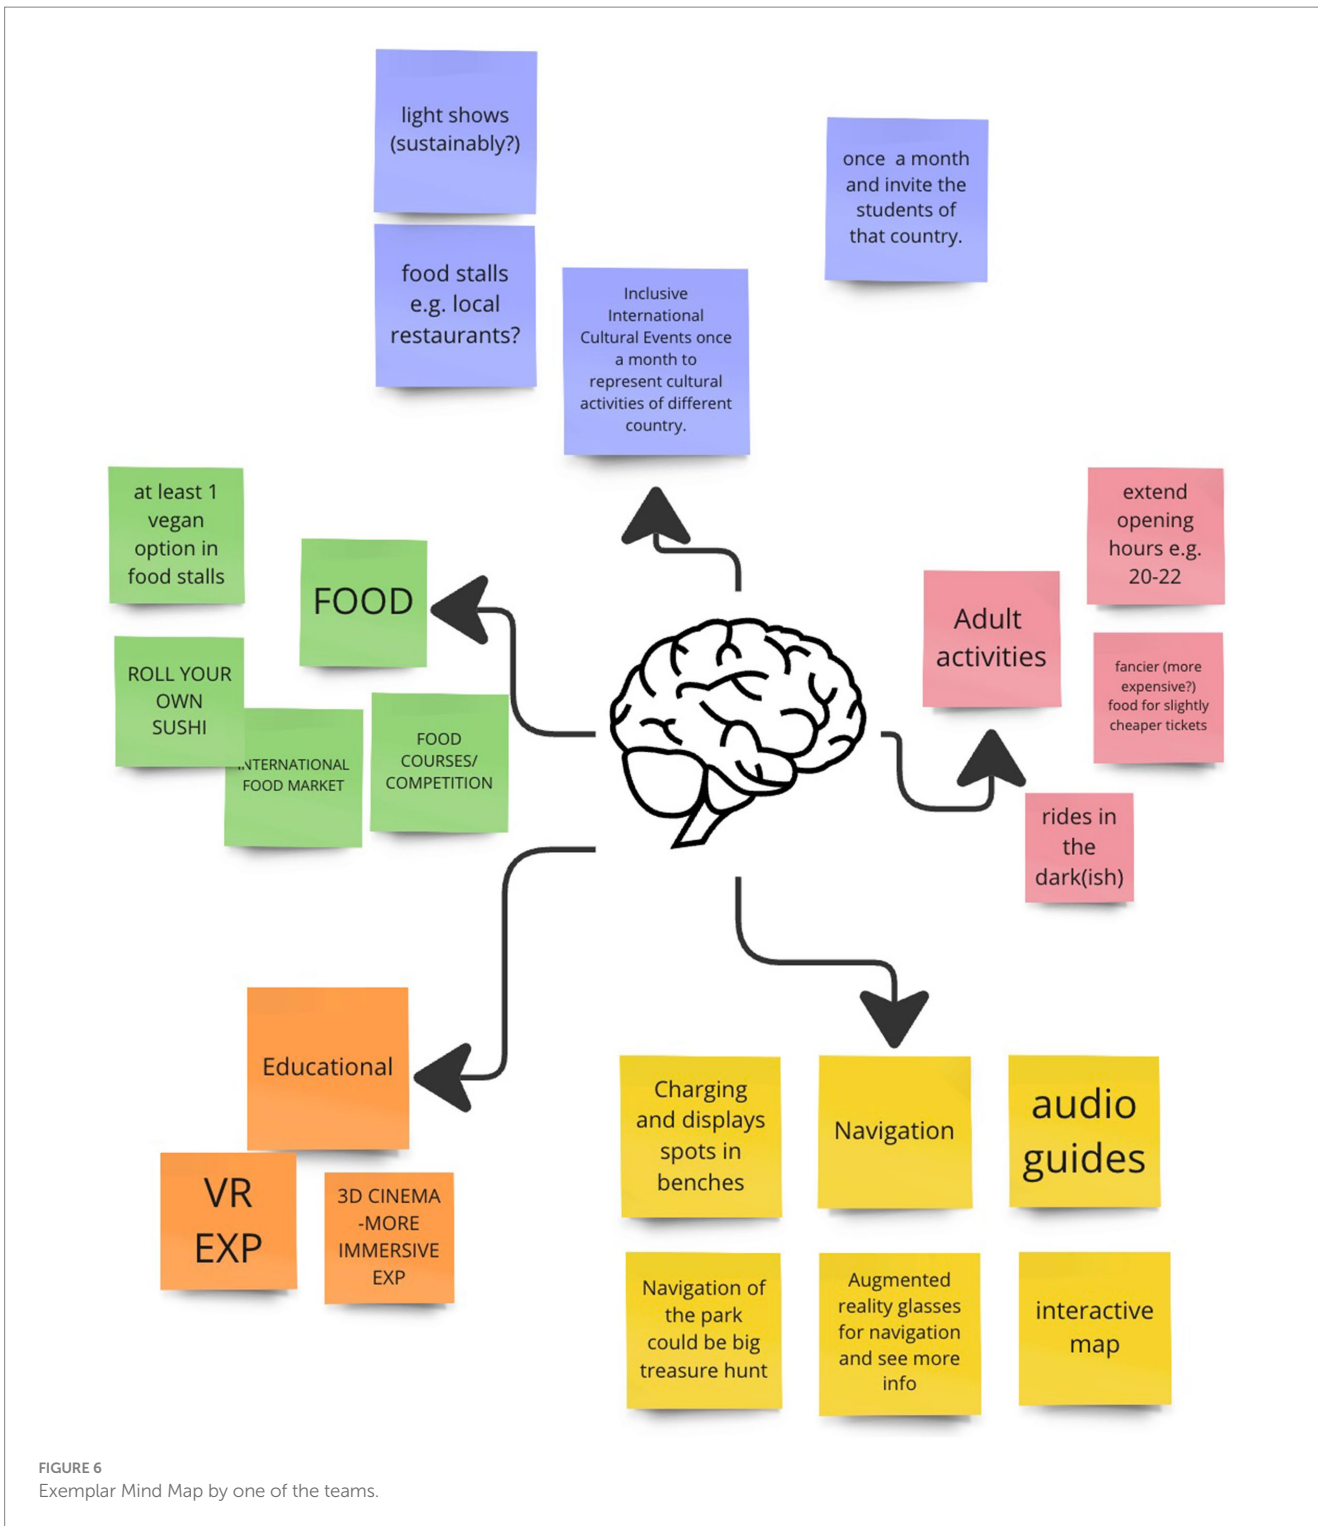 light shows
(sustainably?)
once a month
and invite the
students of
that country.
food stalls
e.g. local
restaurants?
Inclusive
International
Cultural Events once
a month to
represent cultural
activities of different
country.
at least 1
vegan
option in
food stalls
FOOD
ROLL YOUR
OWN
SUSHI
INTERNATIONAL
FOOD MARKET
FOOD
COURSES/
COMPETITION
extend
opening
hours e.g.
20-22
Adult
activities
fancier (more
expensive?)
food for slightly
cheaper tickets
rides in
the
dark(ish)
Educational
VR
EXP
3D CINEMA
-MORE
IMMERSIVE
EXP
Charging
and displays
spots in
benches
Navigation
audio
guides
Navigation of
the park
could be big
treasure hunt
Augmented
reality glasses
for navigation
and see more
info
interactive
map
FIGURE 6
Exemplar Mind Map by one of the teams.